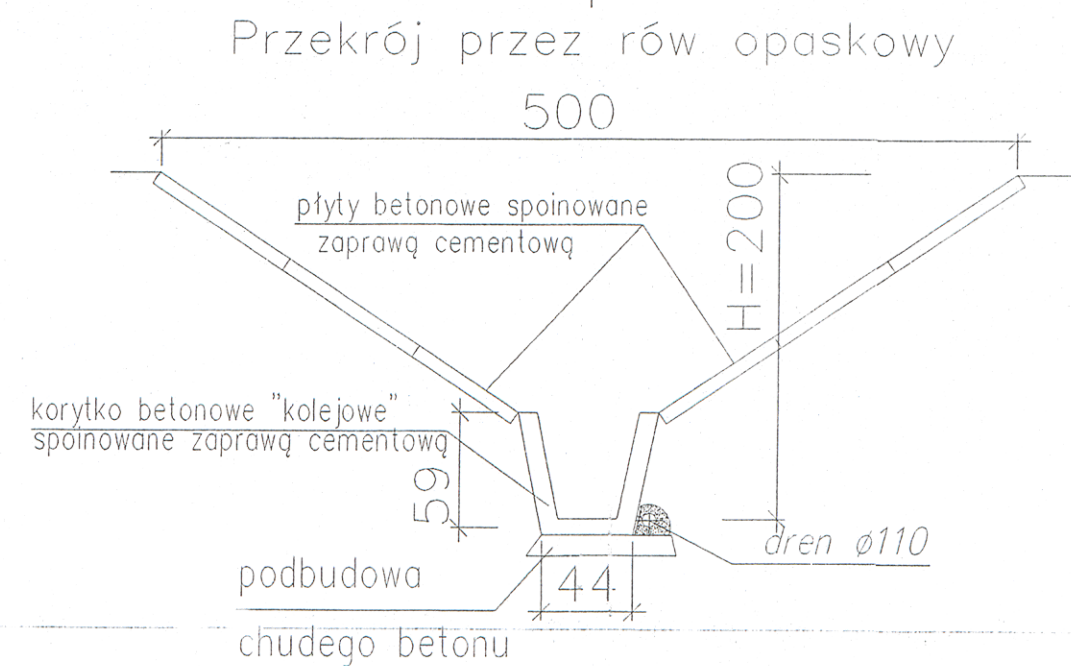 Przekrój przez rów opaskowy
500
płyty betonowe spoinowane
zaprawą cementową
H=200
korytko betonowe "kolejowe"
spoinowane zaprawą cementową
59
dren ø110
podbudowa
44
chudego betonu